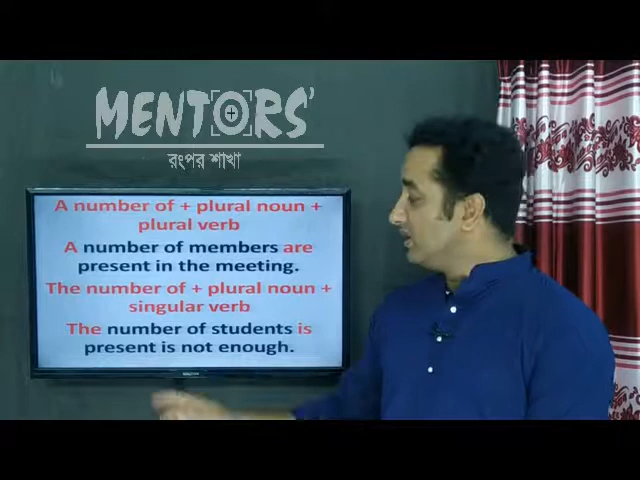 MENTORS'
রংপর শাখা
A number of + plural noun +
plural verb
A number of members are
present in the meeting.
The number of + plural noun +
singular verb
The number of students is
present is not enough.